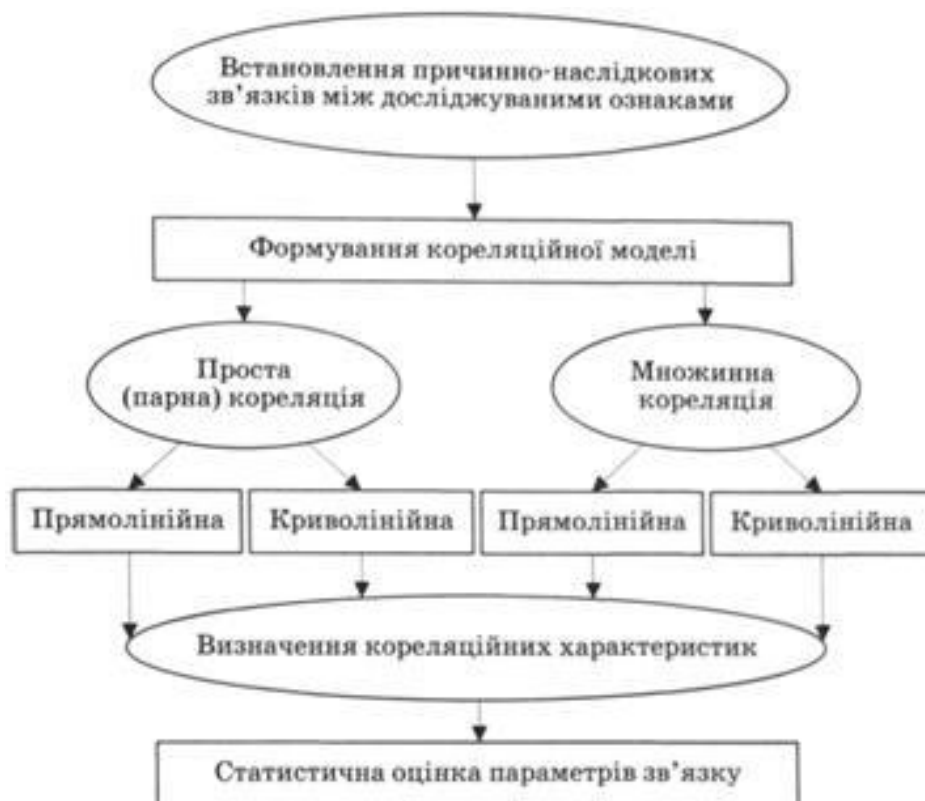 Встановлення причинно-наслідкових
зв’язків між досліджуваними ознаками
Формування кореляційної моделі
Проста
(парна) кореляція
Множинна
кореляція
Прямолінійна
Криволінійна
Прямолінійна
Криволінійна
Визначення кореляційних характеристик
Статистична оцінка параметрів зв’язку